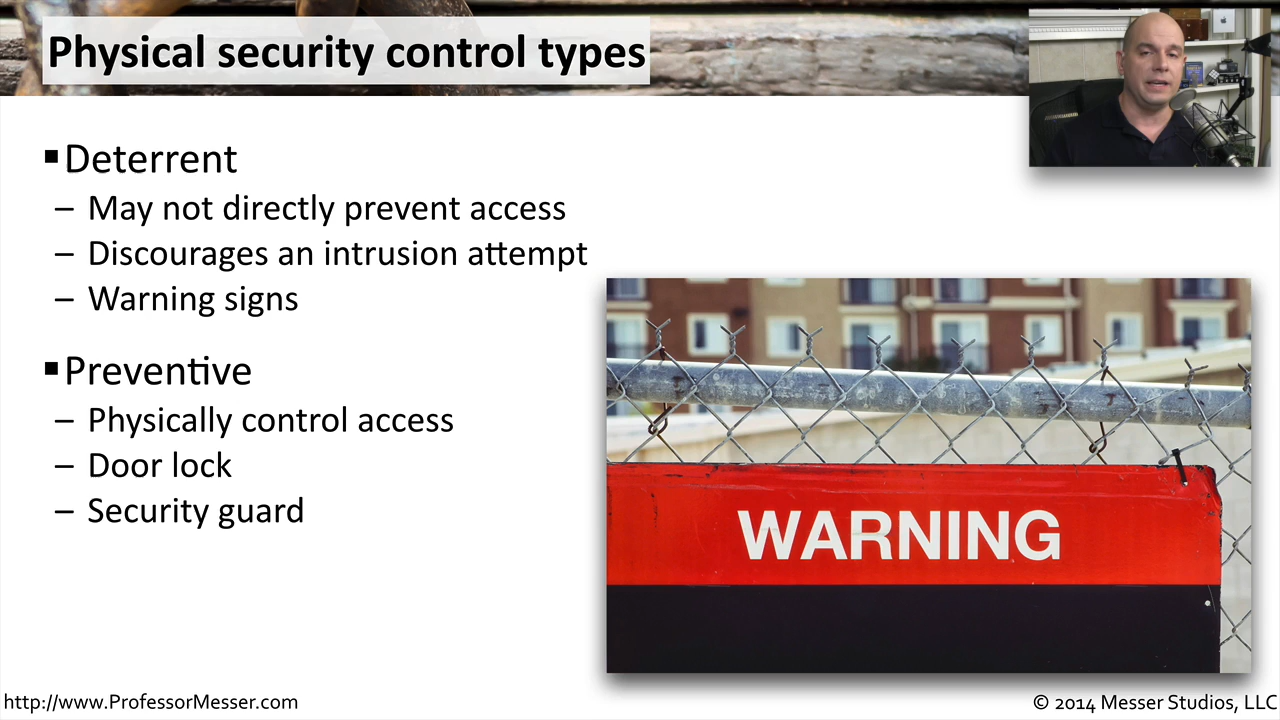 Physical security control types
▪Deterrent
– May not directly prevent access
– Discourages an intrusion attempt
– Warning signs
▪Preventive
– Physically control access
– Door lock
– Security guard
WARNING
http://www.ProfessorMesser.com
© 2014 Messer Studios, LLC